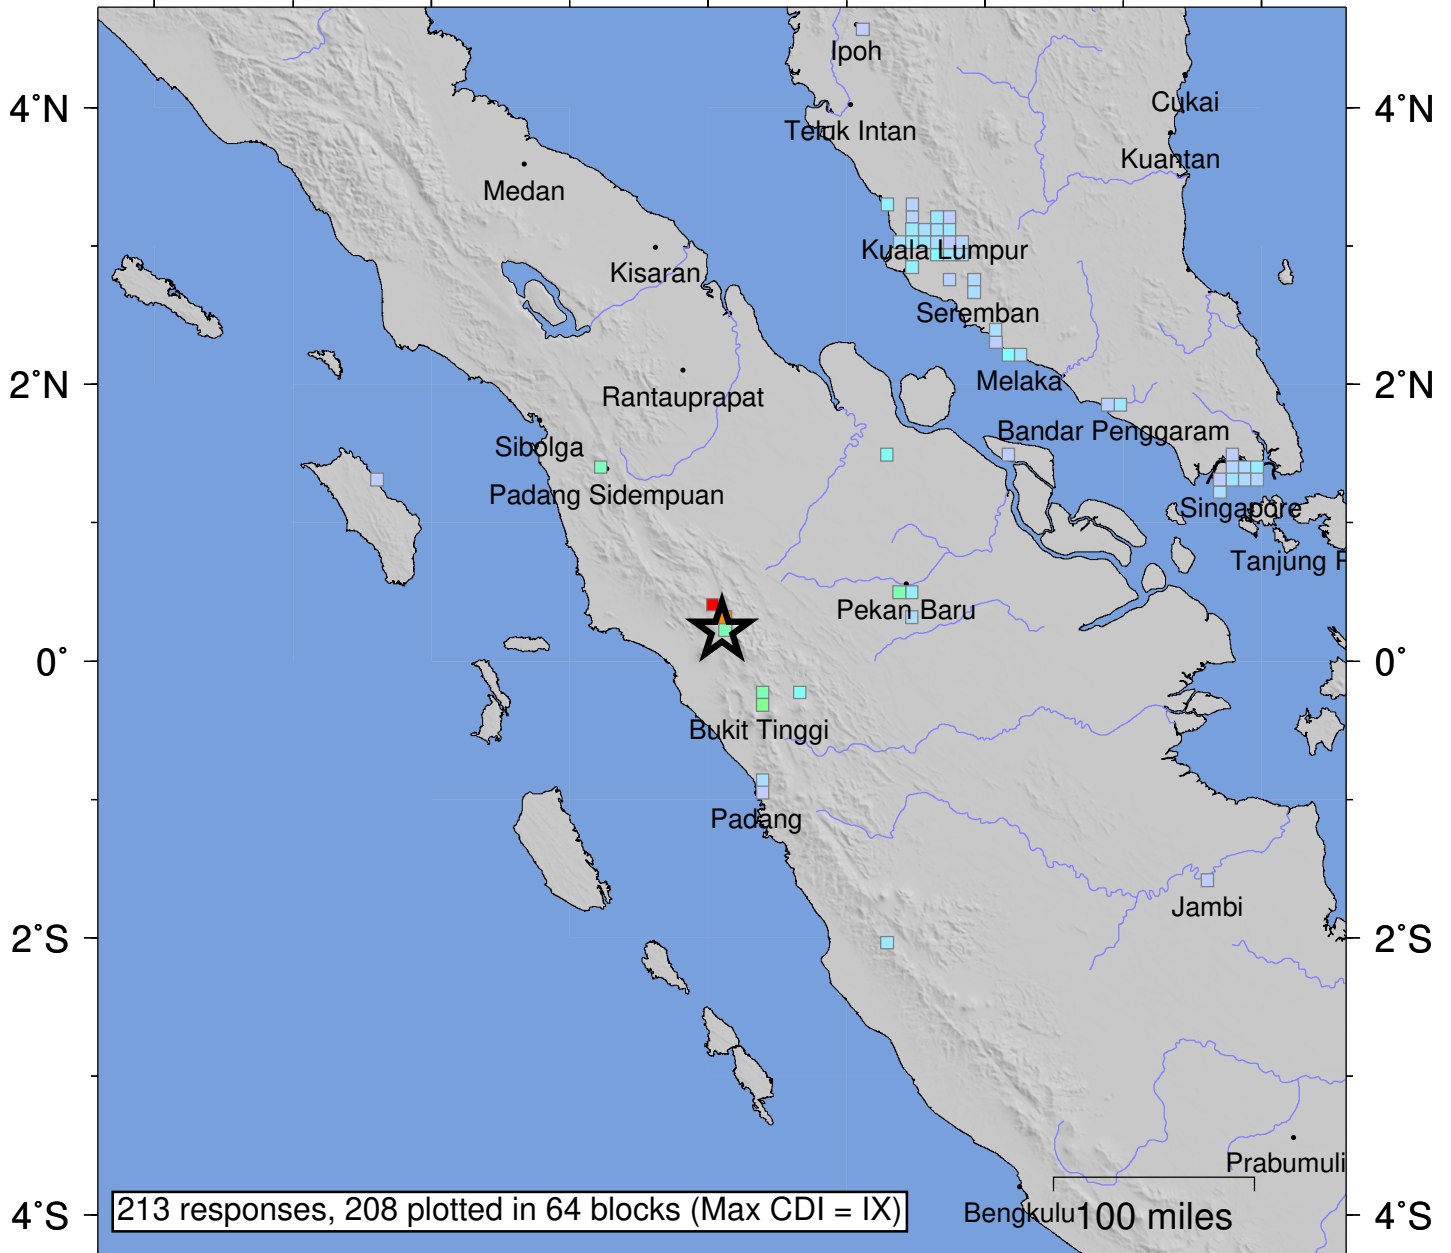 Ipoh
4°N
Cukai
4°N
Teluk Intan
Kuantan
Medan
Kuala Lumpur
Kisaran
Seremban
2°N
Melaka
2°N
Rantauprapat
Bandar Penggaram
Sibolga
Padang Sidempuan
Singapore
Tanjung P
Pekan Baru
0°
0°
Bukit Tinggi
Padang
Jambi
2°S
2°S
Prabumuli
213 responses, 208 plotted in 64 blocks (Max CDI = IX)
Bengkulu
100 miles
4°S
4°S